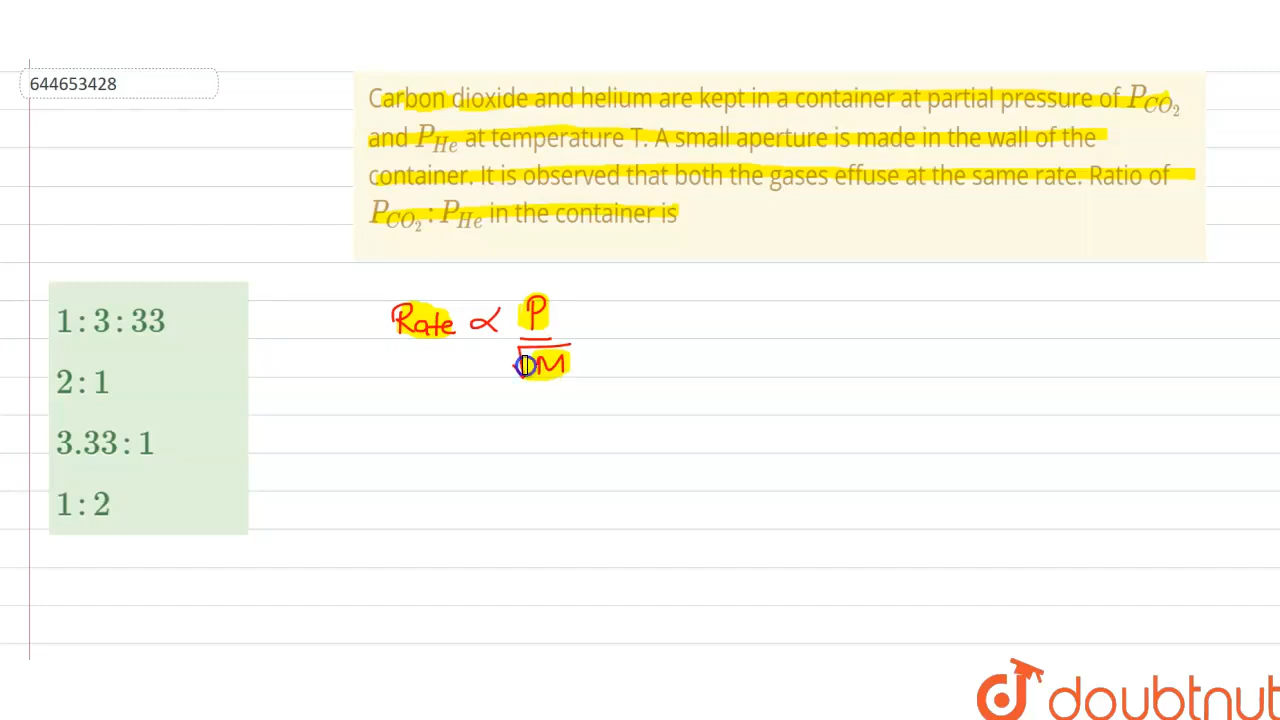 644653428
Carbon dioxide and helium are kept in a container at partial pressure of P_{CO_2}
and P_{He} at temperature T. A small aperture is made in the wall of the
container. It is observed that both the gases effuse at the same rate. Ratio of
P_{CO_2} : P_{He} in the container is
1 : 3 : 33
2 : 1
3.33 : 1
1 : 2
Rate ∝ P
√M
doubtnut